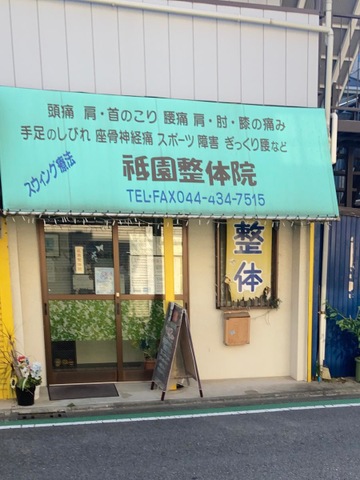 頭痛 肩・首のこり 腰痛 肩・肘・膝の痛み
手足のしびれ 座骨神経痛 スポーツ障害 ぎっくり腰など
スウィング療法
祗園整体院
TEL・FAX044-434-7515
整体